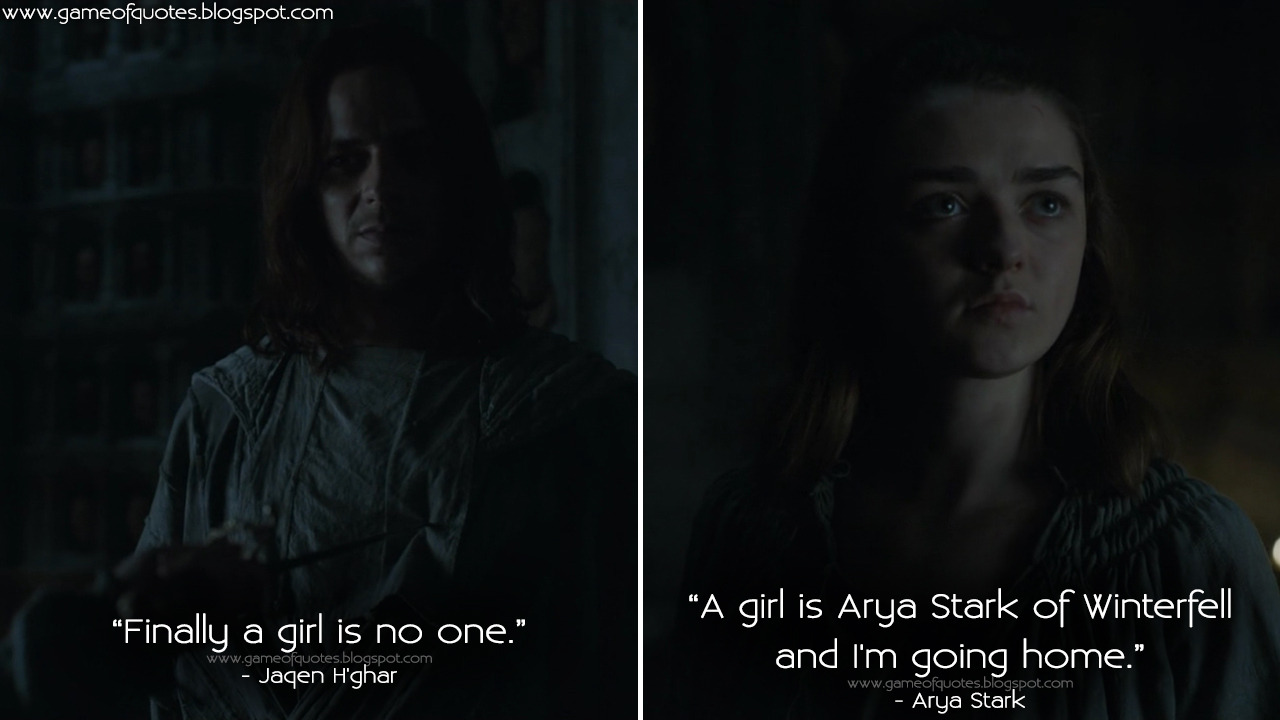 www.gameofquotes.blogspot.com
“Finally a girl is no one.”
www.gameofquotes.blogspot.com
- Jaqen H'ghar
“A girl is Arya Stark of Winterfell
and I'm going home.”
www.gameofquotes.blogspot.com
- Arya Stark